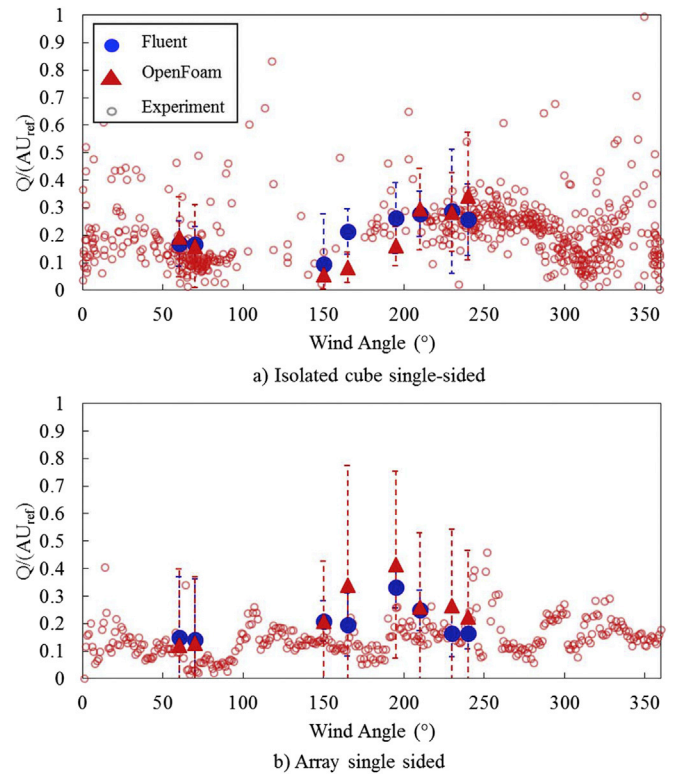 1
0.9
0.8
0.7
0.6
0.5
0.4
0.3
0.2
0.1
0
Q/(AUref)
Fluent
OpenFoam
Experiment
0 50 100 150 200 250 300 350
Wind Angle (°)
a) Isolated cube single-sided
1
0.9
0.8
0.7
0.6
0.5
0.4
0.3
0.2
0.1
0
Q/(AUref)
0 50 100 150 200 250 300 350
Wind Angle (°)
b) Array single sided